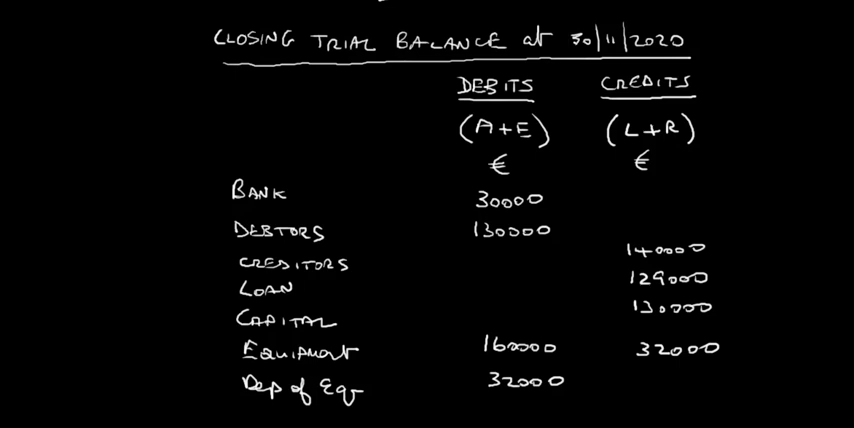 CLOSING TRIAL BALANCE at 30/11/2020
DEBITS CREDITS
(A+E) (L+R)
€ €
BANK 30000
DEBTORS 130000
CREDITORS 140000
LOAN 129000
CAPITAL 130000
EQUIPMENT 160000 32000
Dep of Eqr 32000